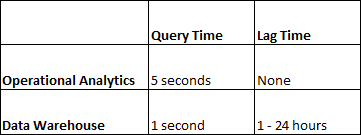 Query Time Lag Time
Operational Analytics 5 seconds None
Data Warehouse 1 second 1 - 24 hours